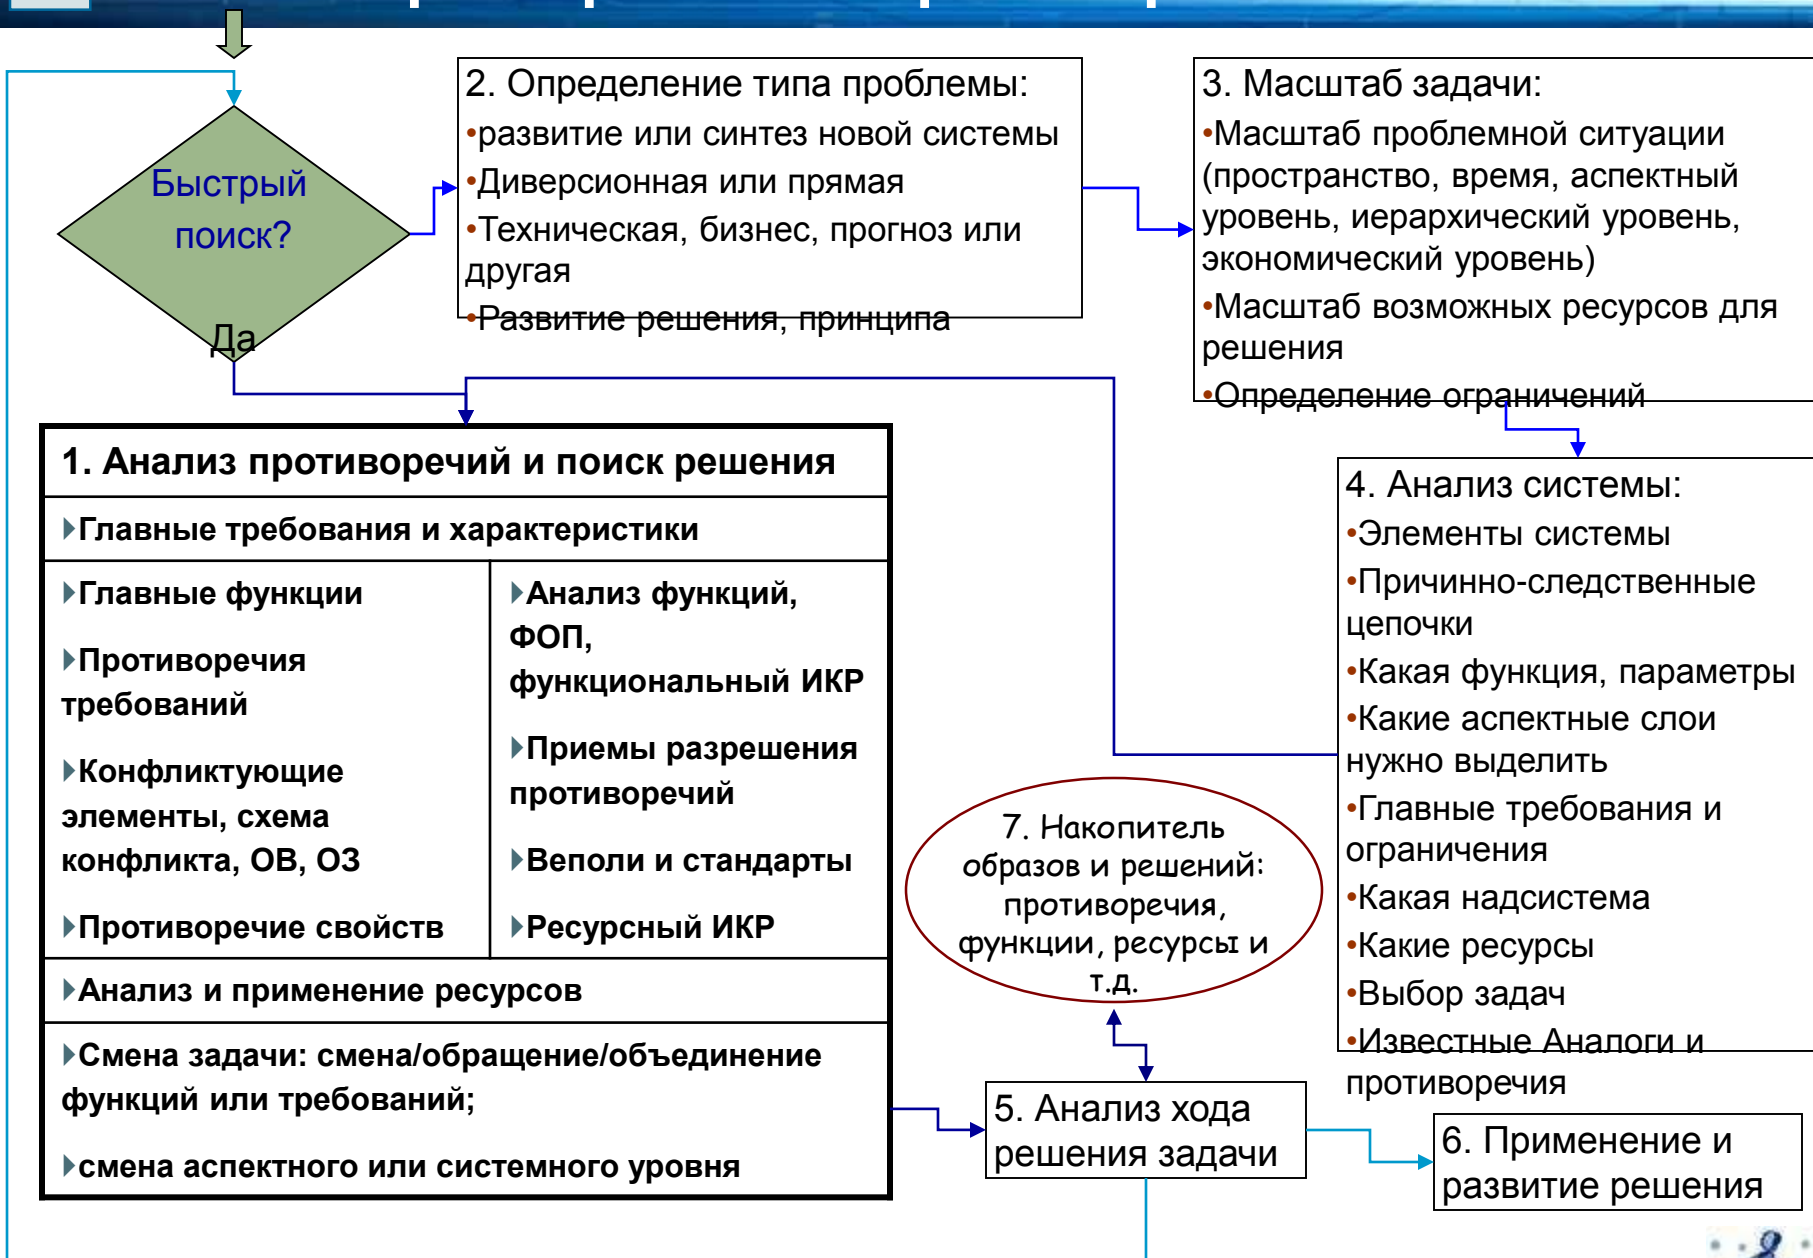 Быстрый
поиск?
Да
2. Определение типа проблемы:
•развитие или синтез новой системы
•Диверсионная или прямая
•Техническая, бизнес, прогноз или
другая
•Развитие решения, принципа
3. Масштаб задачи:
•Масштаб проблемной ситуации
(пространство, время, аспектный
уровень, иерархический уровень,
экономический уровень)
•Масштаб возможных ресурсов для
решения
•Определение ограничений
1. Анализ противоречий и поиск решения
Главные требования и характеристики
Главные функции
Противоречия
требований
Конфликтующие
элементы, схема
конфликта, ОВ, ОЗ
Противоречие свойств
Анализ функций,
ФОП,
функциональный ИКР
Приемы разрешения
противоречий
Веполи и стандарты
Ресурсный ИКР
Анализ и применение ресурсов
Смена задачи: смена/обращение/объединение
функций или требований;
смена аспектного или системного уровня
4. Анализ системы:
•Элементы системы
•Причинно-следственные
цепочки
•Какая функция, параметры
•Какие аспектные слои
нужно выделить
•Главные требования и
ограничения
•Какая надсистема
•Какие ресурсы
•Выбор задач
•Известные Аналоги и
противоречия
7. Накопитель
образов и решений:
противоречия,
функции, ресурсы и
т.д.
5. Анализ хода
решения задачи
6. Применение и
развитие решения